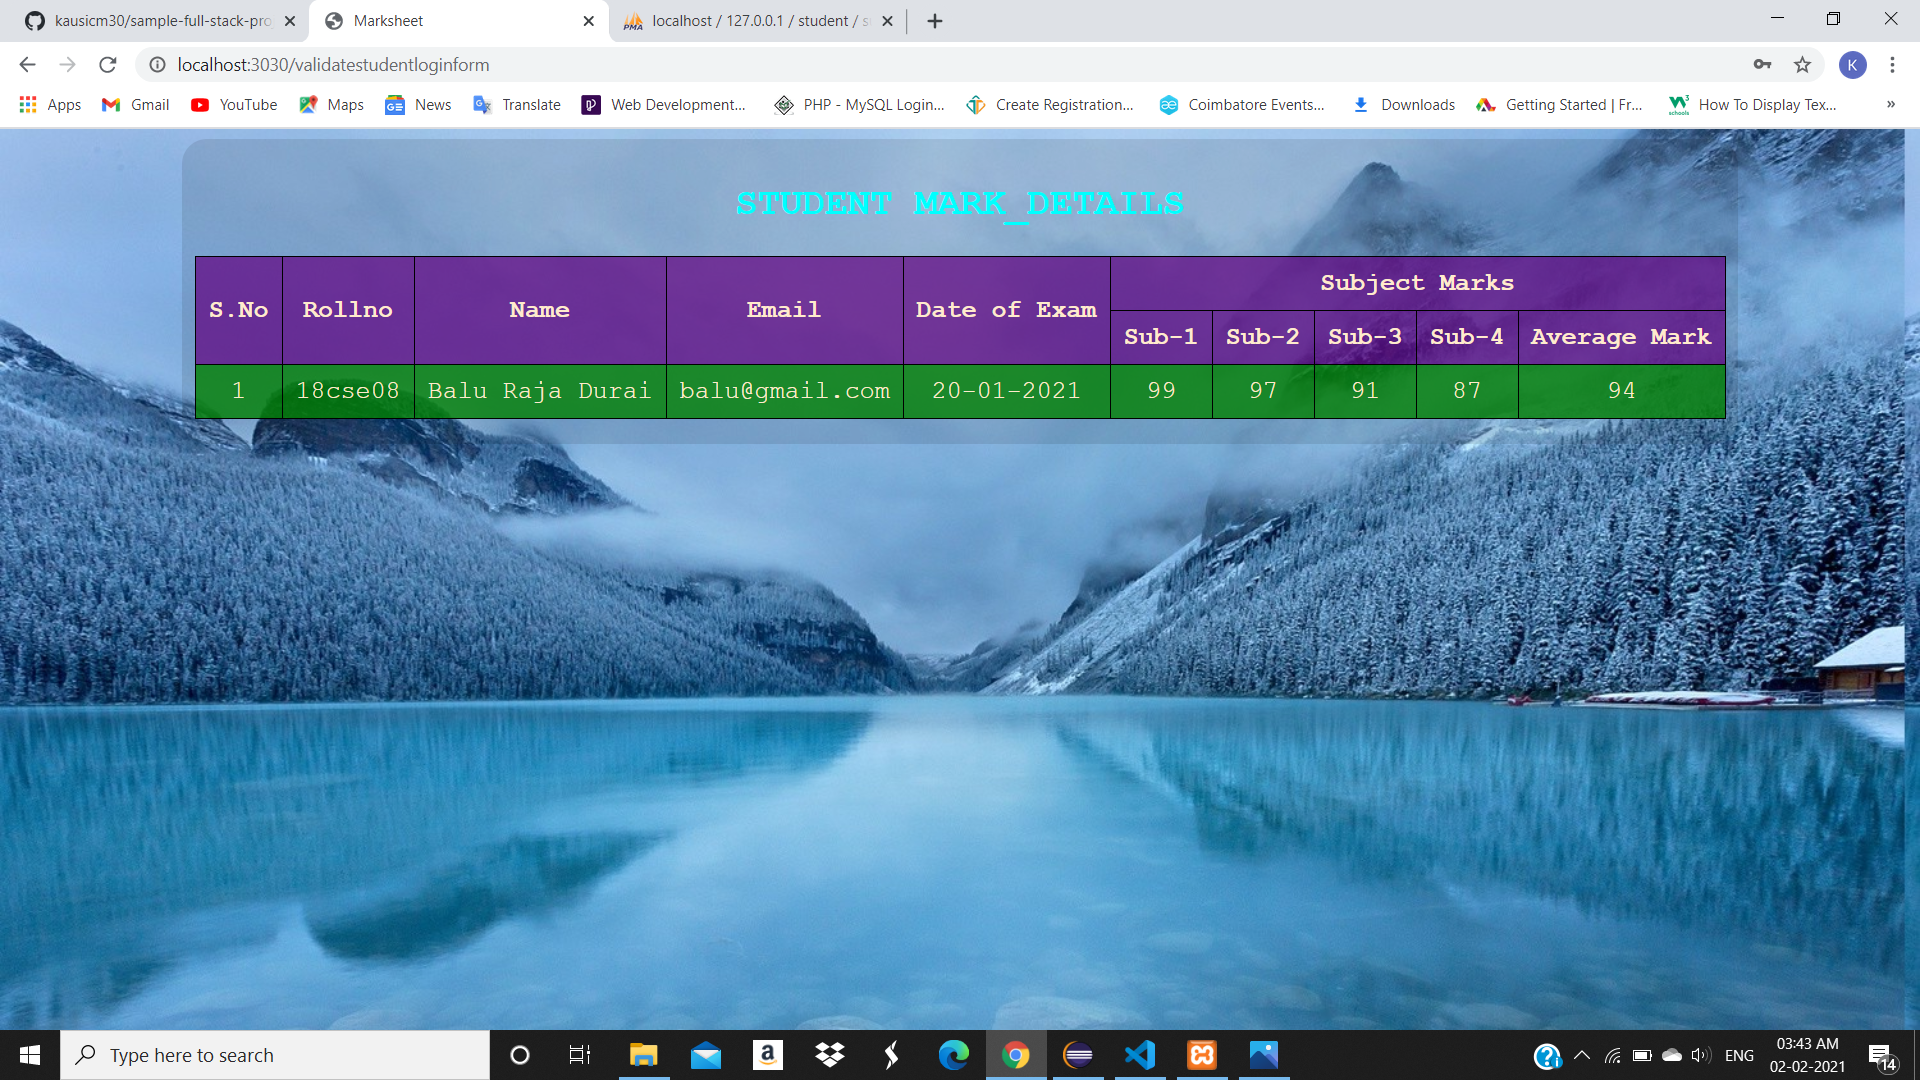 kausicm30/sample-full-stack-pro
Marksheet
localhost / 127.0.0.1 / student / s
localhost:3030/validatestudentloginform
K
Apps Gmail YouTube Maps News Translate Web Development... PHP - MySQL Login... Create Registration... Coimbatore Events... Downloads Getting Started | Fr... How To Display Tex... »
STUDENT MARK_DETAILS
S.No Rollno Name Email Date of Exam Subject Marks
Sub-1 Sub-2 Sub-3 Sub-4 Average Mark
1 18cse08 Balu Raja Durai balu@gmail.com 20-01-2021 99 97 91 87 94
Type here to search
ENG
03:43 AM
02-02-2021
14